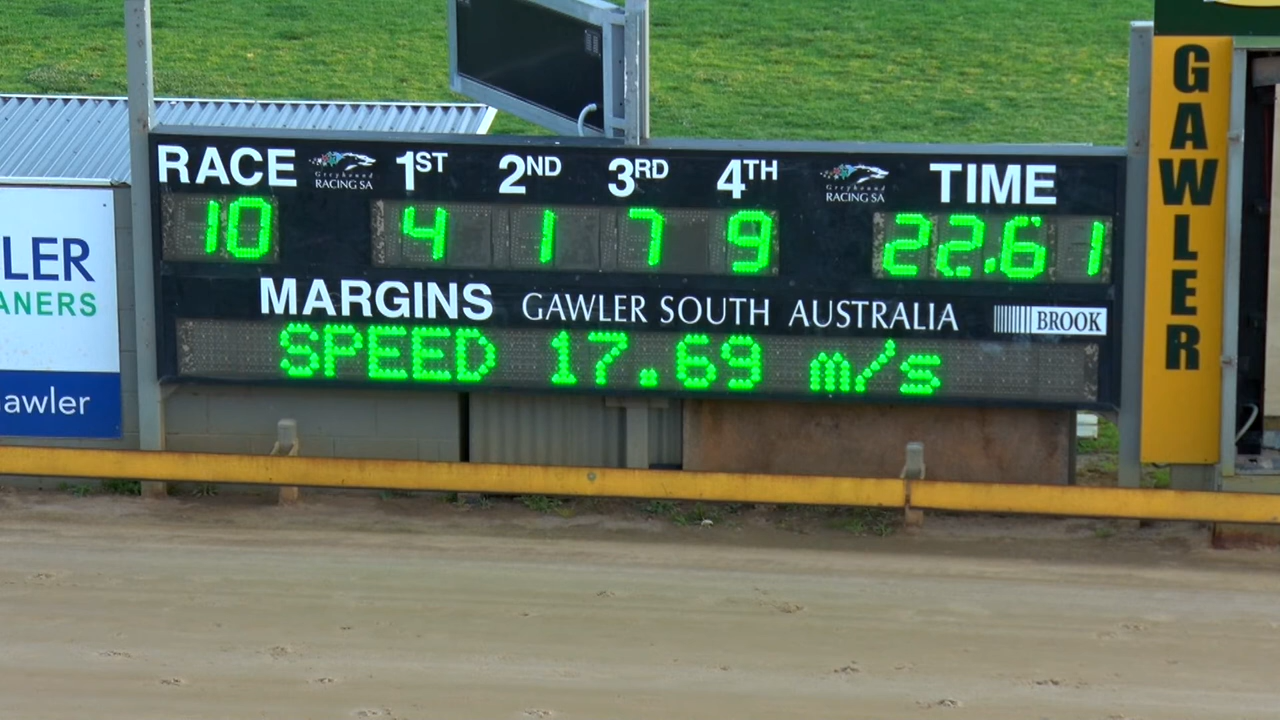 RACE 1ST 2ND 3RD 4TH TIME
Greyhound RACING SA
Greyhound RACING SA
10 4 1 7 9 22.61
MARGINS GAWLER SOUTH AUSTRALIA BROOK
SPEED 17.69 m/s
GAWLER
LER
ANERS
awler